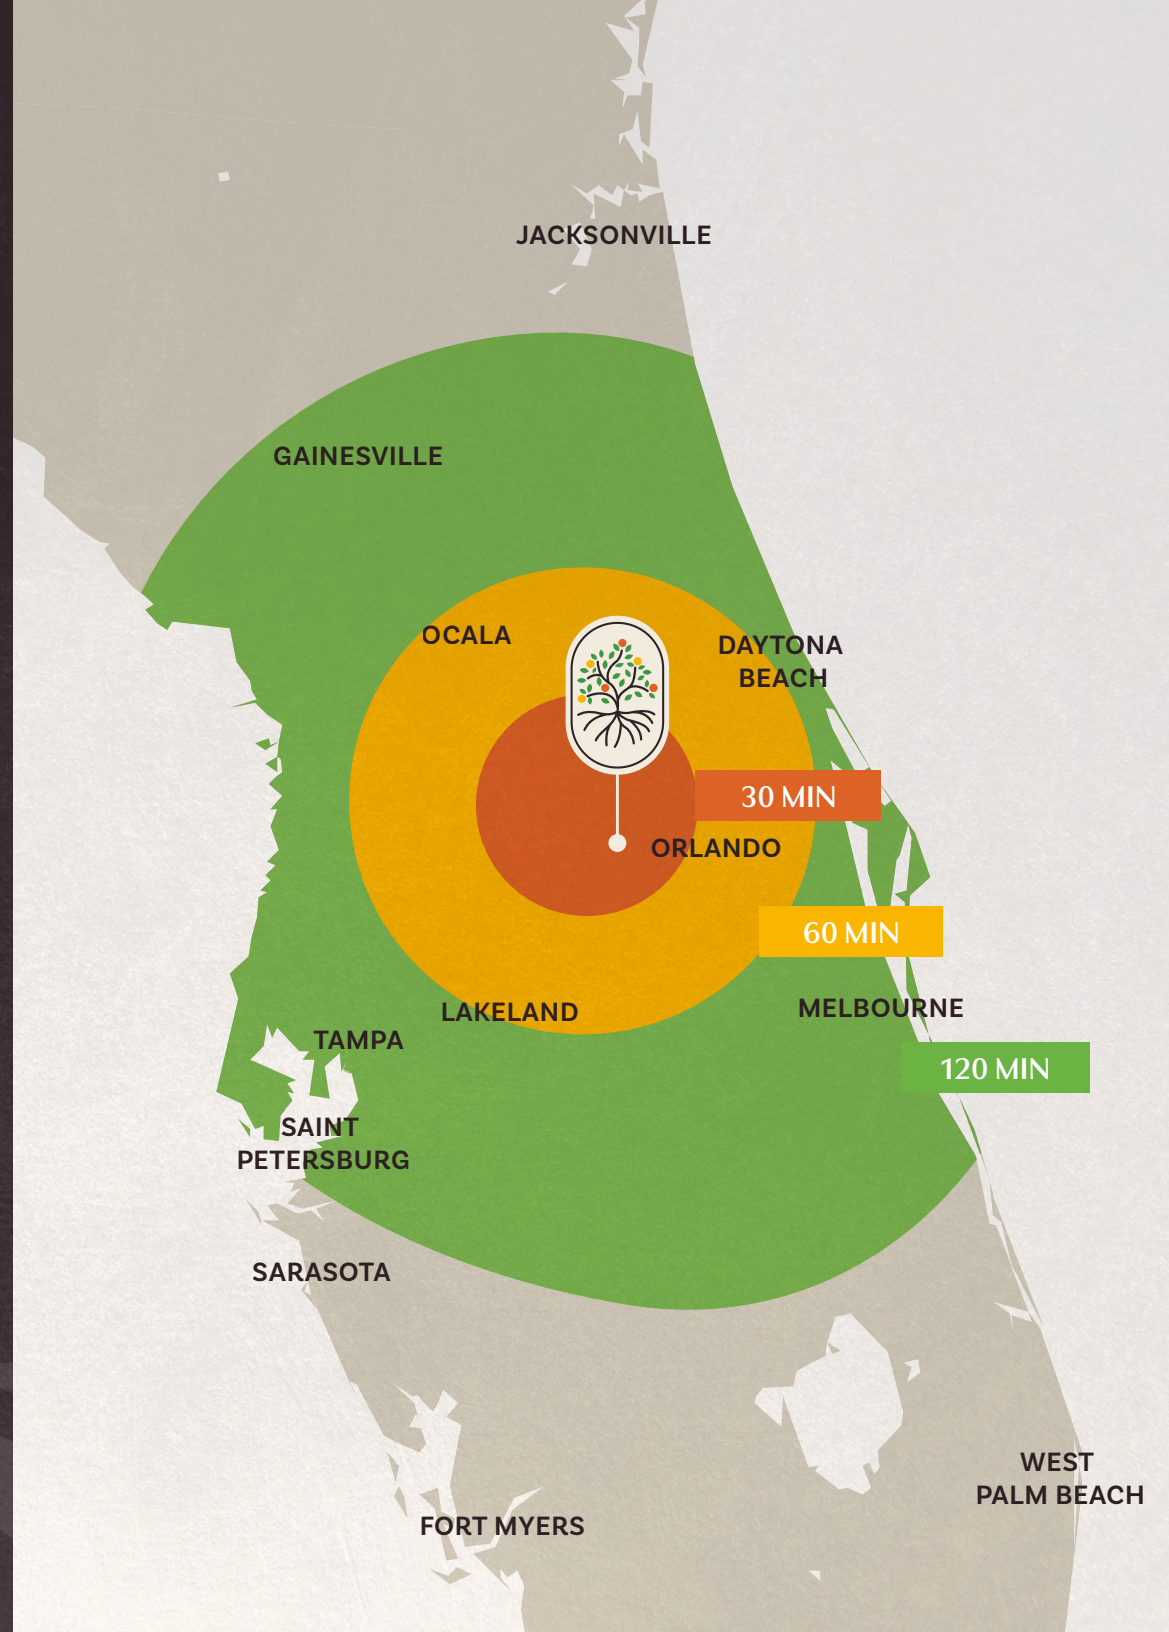 JACKSONVILLE
GAINESVILLE
OCALA
DAYTONA
BEACH
30 MIN
ORLANDO
60 MIN
LAKELAND
MELBOURNE
TAMPA
120 MIN
SAINT
PETERSBURG
SARASOTA
WEST
PALM BEACH
FORT MYERS